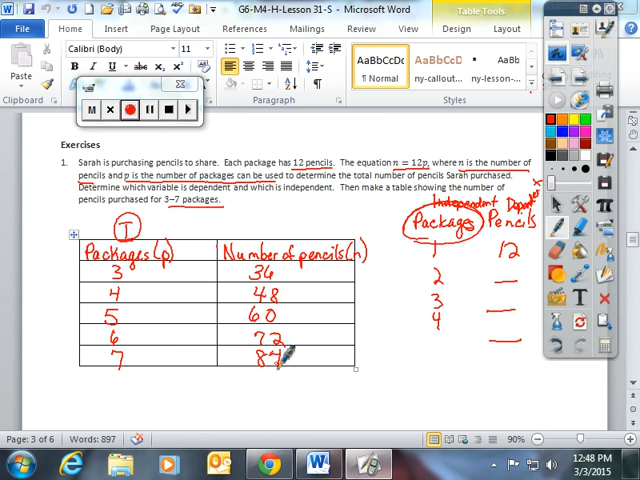 G6-M4-H-Lesson 31-S - Microsoft Word
Table Tools
File Home Insert Page Layout References Mailings Review View Design
Calibri (Body) 11
Paste
Clipboard
Font
Paragraph
AaBbCcDc AaBbCcDc AaBbCc
¶ Normal ny-callout... ny-lesson-...
Styles
Exercises
1. Sarah is purchasing pencils to share. Each package has 12 pencils. The equation n = 12p, where n is the number of
pencils and p is the number of packages can be used to determine the total number of pencils Sarah purchased.
Determine which variable is dependent and which is independent. Then make a table showing the number of
pencils purchased for 3–7 packages.
I
Packages (p) Number of pencils (n)
3 36
4 48
5 60
6 72
7 84
Independent
Packages Pencils
1 12
2
3
4
Page: 3 of 6 Words: 897 90%
12:48 PM
3/3/2015